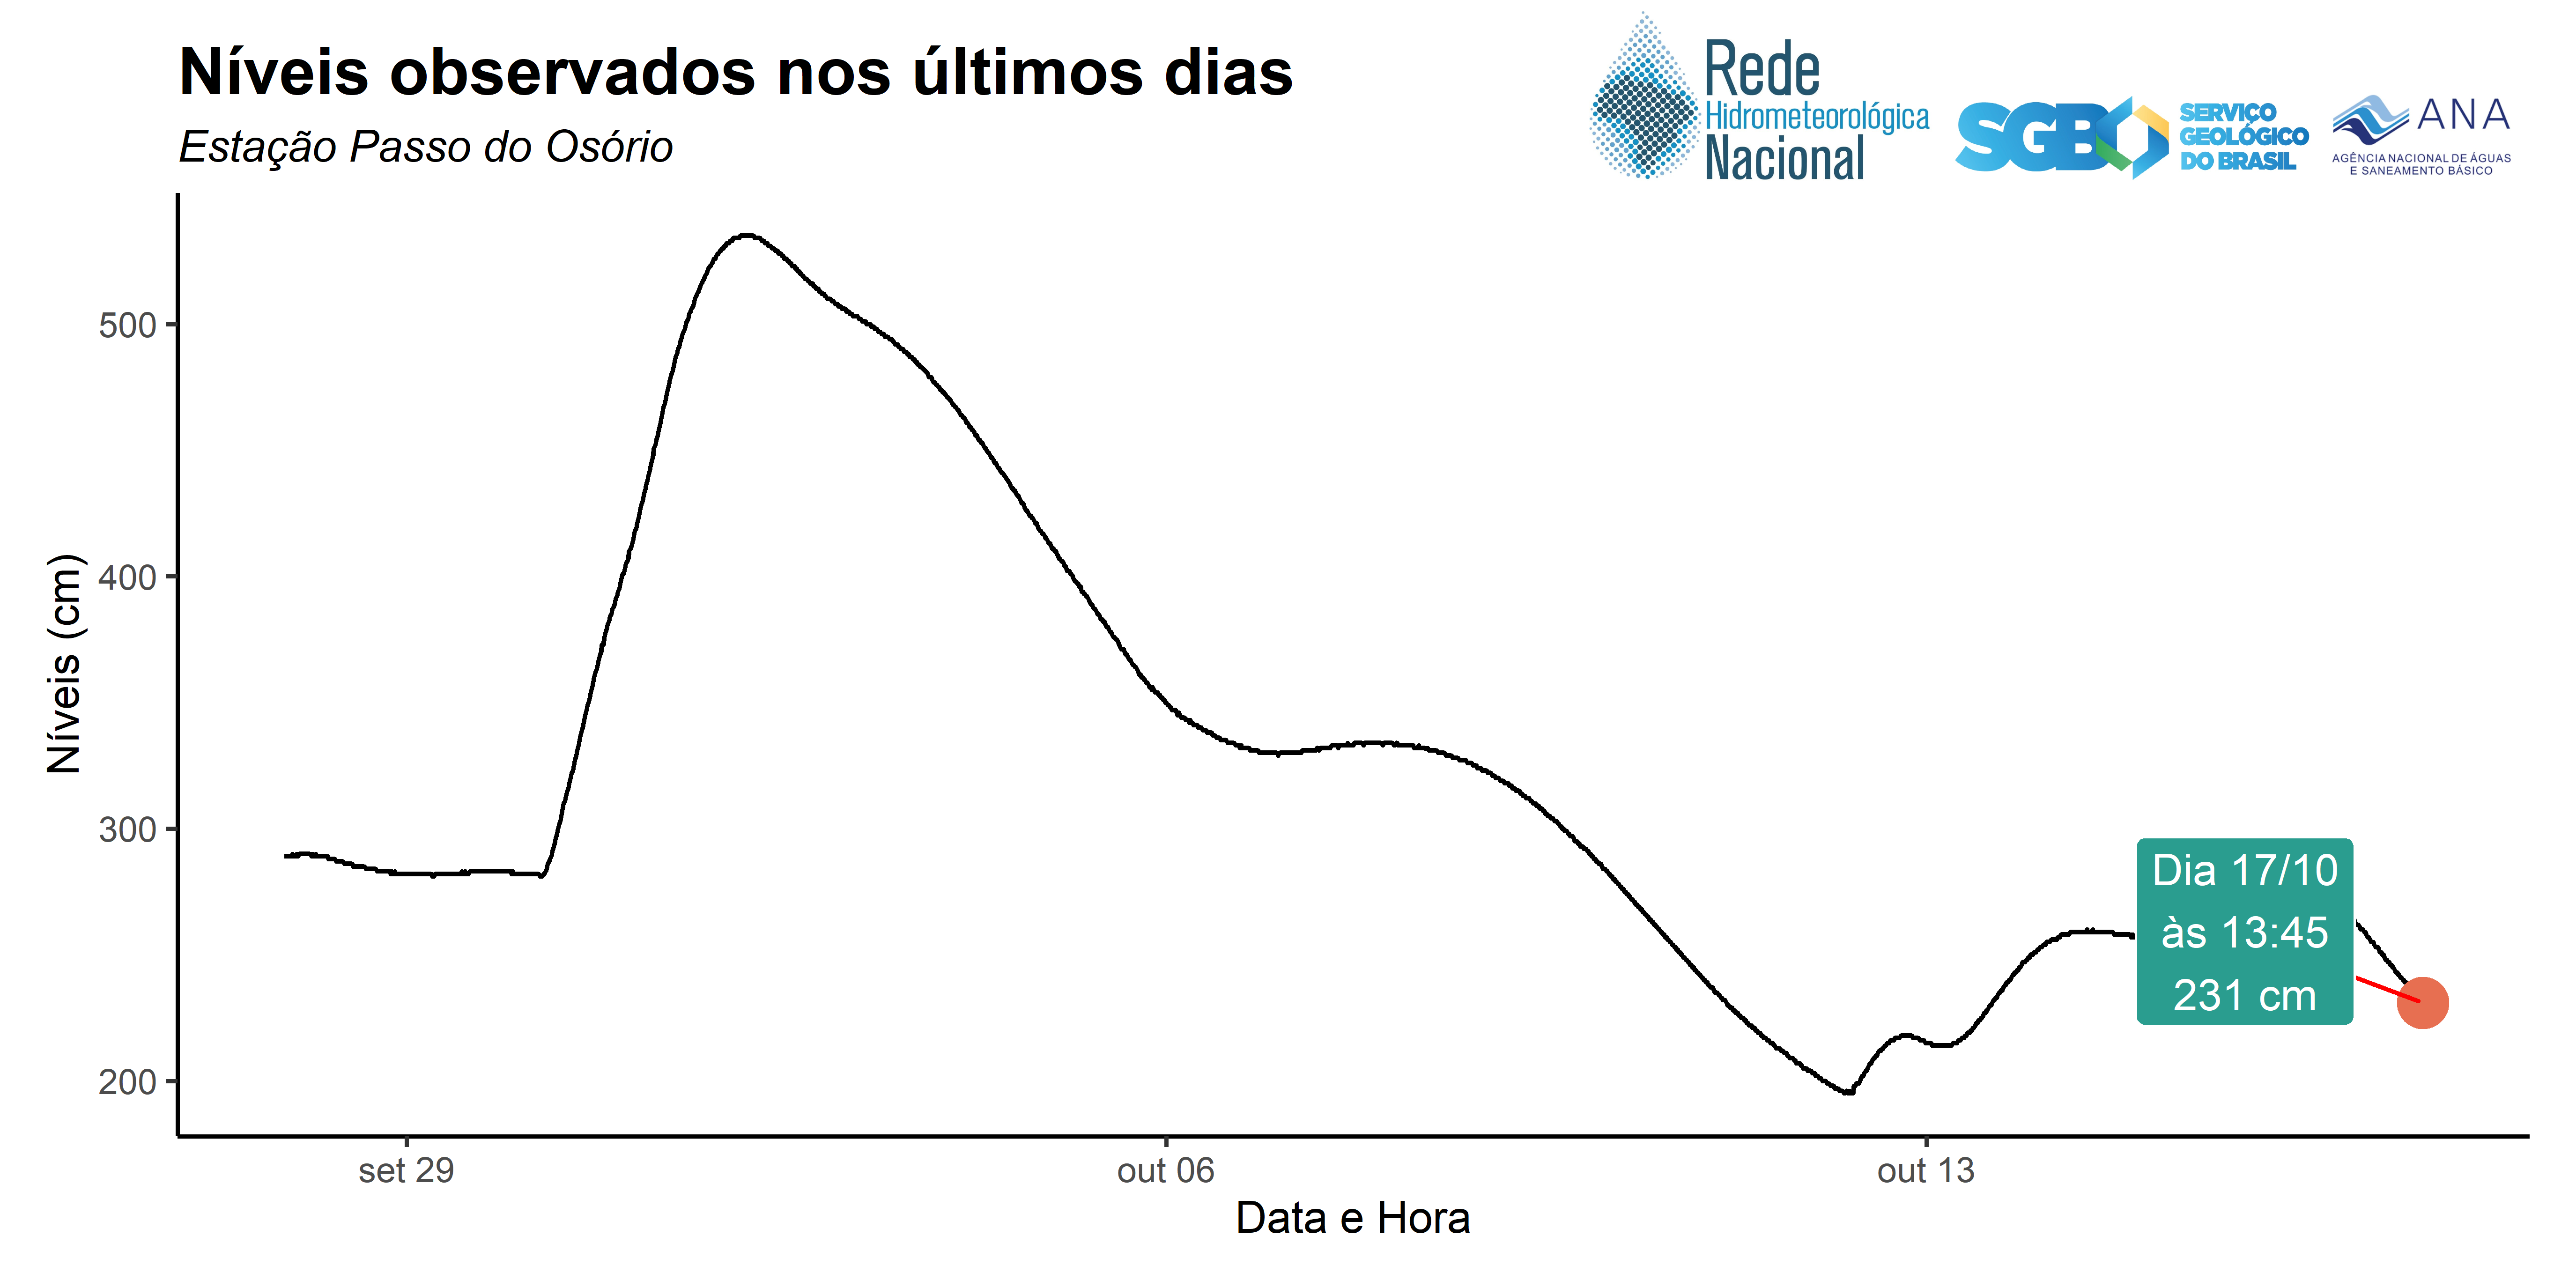 Níveis observados nos últimos dias
Estação Passo do Osório
Rede
Hidrometeorológica
Nacional
SGB
SERVIÇO
GEOLÓGICO
DO BRASIL
ANA
AGÊNCIA NACIONAL DE ÁGUAS
E SANEAMENTO BÁSICO
Níveis (cm)
500
400
300
200
Dia 17/10
às 13:45
231 cm
set 29
out 06
out 13
Data e Hora